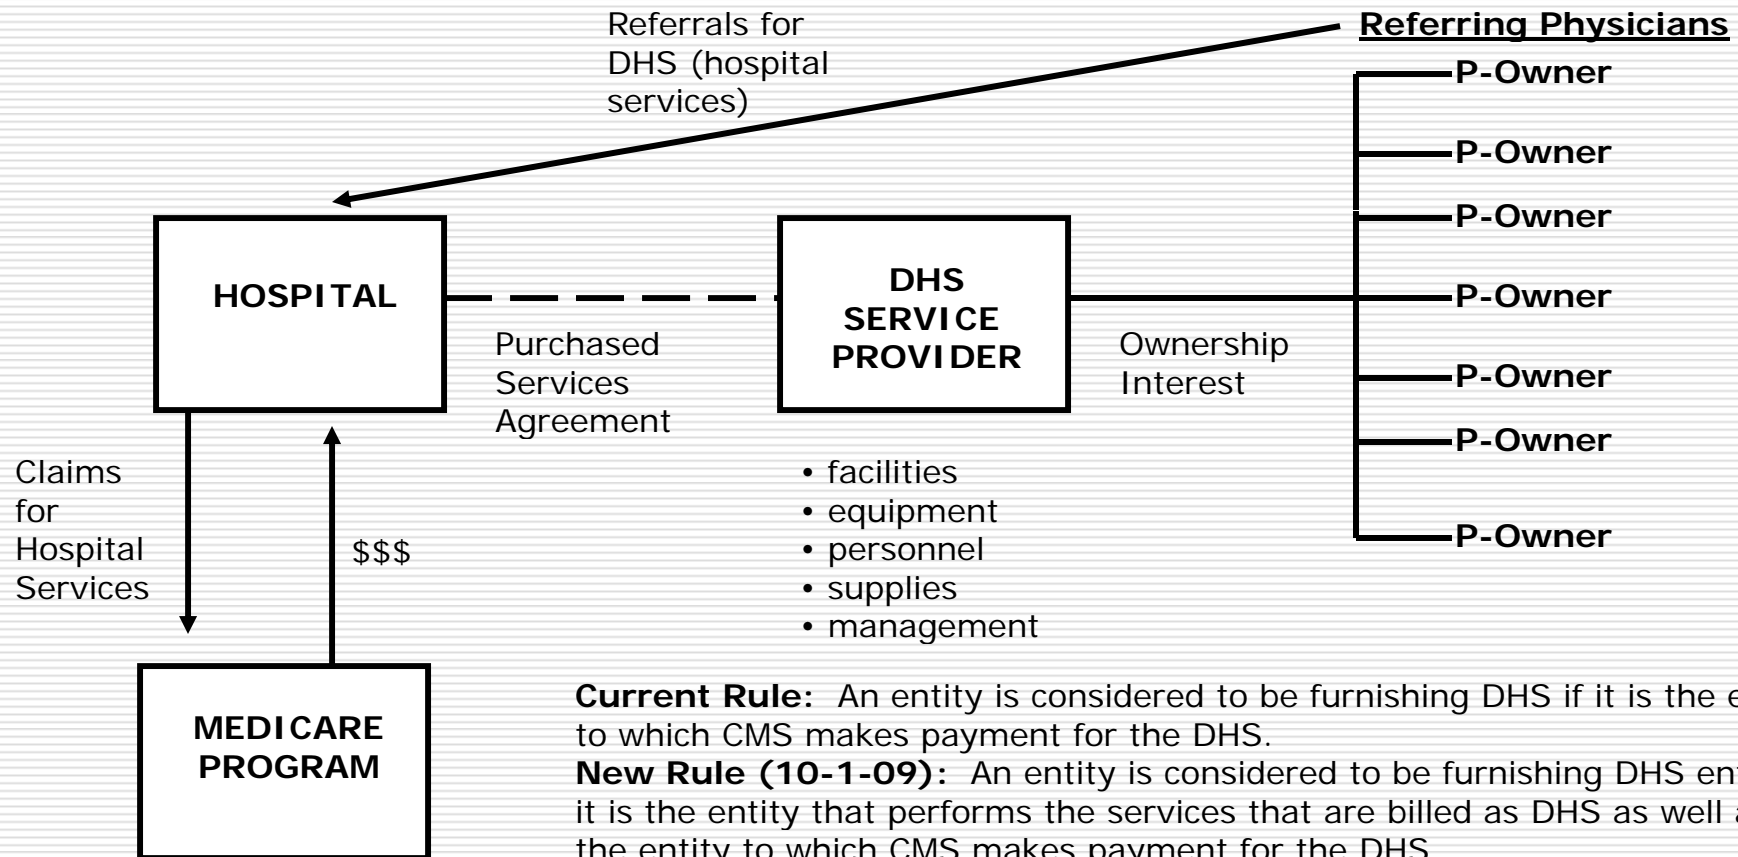 Referrals for
DHS (hospital
services)
Referring Physicians
P-Owner
P-Owner
P-Owner
P-Owner
P-Owner
P-Owner
P-Owner
HOSPITAL
DHS
SERVICE
PROVIDER
Purchased
Services
Agreement
Ownership
Interest
Claims
for
Hospital
Services
$$$
• facilities
• equipment
• personnel
• supplies
• management
MEDICARE
PROGRAM
Current Rule: An entity is considered to be furnishing DHS if it is the
to which CMS makes payment for the DHS.
New Rule (10-1-09): An entity is considered to be furnishing DHS
it is the entity that performs the services that are billed as DHS as well
the entity to which CMS makes payment for the DHS.